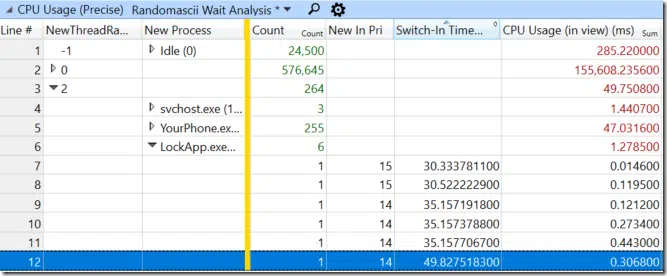 CPU Usage (Precise) Randomascii Wait Analysis *
Line # NewThreadRa... New Process Count Count New In Pri Switch-In Time... 0 CPU Usage (in view) (ms) Sum
1 -1 Idle (0) 24,500 285.220000
2 0 576,645 155,608.235600
3 2 264 49.750800
4 svchost.exe (1... 3 1.440700
5 YourPhone.ex... 255 47.031600
6 LockApp.exe... 6 1.278500
7 1 15 30.333781100 0.014600
8 1 15 30.522222900 0.119500
9 1 14 35.157191800 0.121200
10 1 14 35.157378800 0.273400
11 1 14 35.157706700 0.443000
12 1 14 49.827518300 0.306800